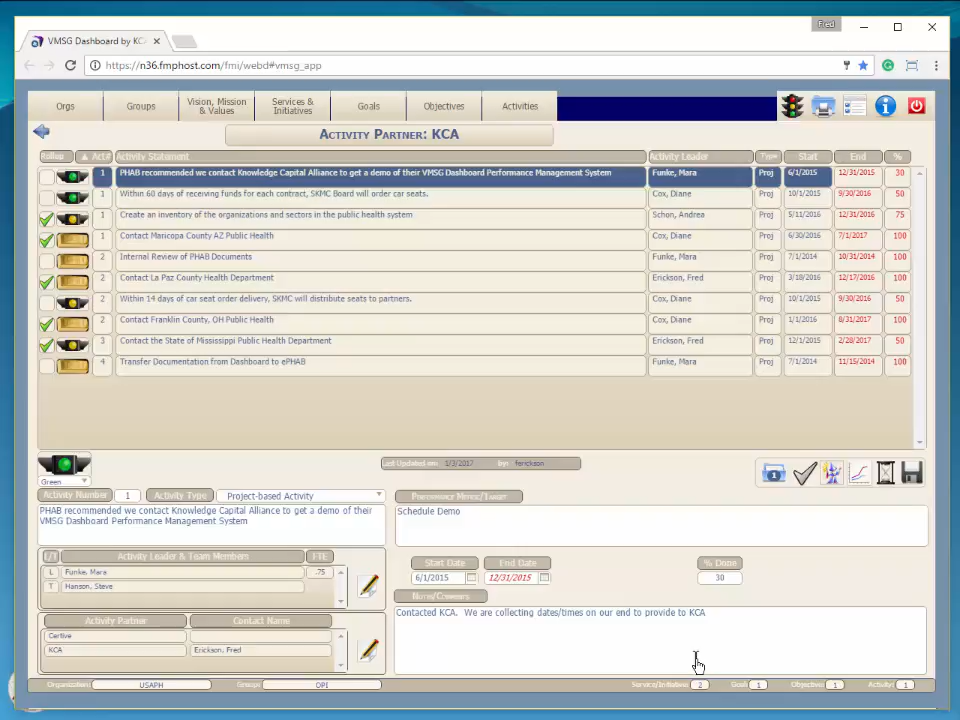 Fred
VMSG Dashboard by KC
https://n36.fmphost.com/fmi/webd#vmsg_app
Orgs
Groups
Vision, Mission & Values
Services & Initiatives
Goals
Objectives
Activities
ACTIVITY PARTNER: KCA
Rollup Act# Activity Statement Activity Leader Type Start End %
1 PHAB recommended we contact Knowledge Capital Alliance to get a demo of their VMSG Dashboard Performance Management System Funke, Mara Proj 6/1/2015 12/31/2015 30
1 Within 60 days of receiving funds for each contract, SKMC Board will order car seats. Cox, Diane Proj 10/1/2015 9/30/2016 50
1 Create an inventory of the organizations and sectors in the public health system Schon, Andrea Proj 5/11/2016 12/31/2016 75
1 Contact Maricopa County AZ Public Health Cox, Diane Proj 6/30/2016 7/1/2017 100
2 Internal Review of PHAB Documents Funke, Mara Proj 7/1/2014 10/31/2014 100
2 Contact La Paz County Health Department Erickson, Fred Proj 3/18/2016 12/17/2016 100
2 Within 14 days of car seat order delivery, SKMC will distribute seats to partners. Cox, Diane Proj 10/1/2015 9/30/2016 50
2 Contact Franklin County, OH Public Health Cox, Diane Proj 1/1/2016 8/31/2017 100
3 Contact the State of Mississippi Public Health Department Erickson, Fred Proj 12/1/2015 2/28/2017 50
4 Transfer Documentation from Dashboard to ePHAB Funke, Mara Proj 7/1/2014 11/15/2014 100
Last Updated on: 1/3/2017 by: ferickson
1
Green
Activity Number 1 Activity Type Project-based Activity
PHAB recommended we contact Knowledge Capital Alliance to get a demo of their
VMSG Dashboard Performance Management System
Performance Metric/Target
Schedule Demo
L/T Activity Leader & Team Members FTE
L Funke, Mara .75
T Hanson, Steve
Start Date End Date % Done
6/1/2015 12/31/2015 30
Notes/Comments
Contacted KCA. We are collecting dates/times on our end to provide to KCA
Activity Partner Contact Name
Certive
KCA Erickson, Fred
Organization: USAPH Group: OPI Service/Initiative: 2 Goal: 1 Objective: 1 Activity: 1